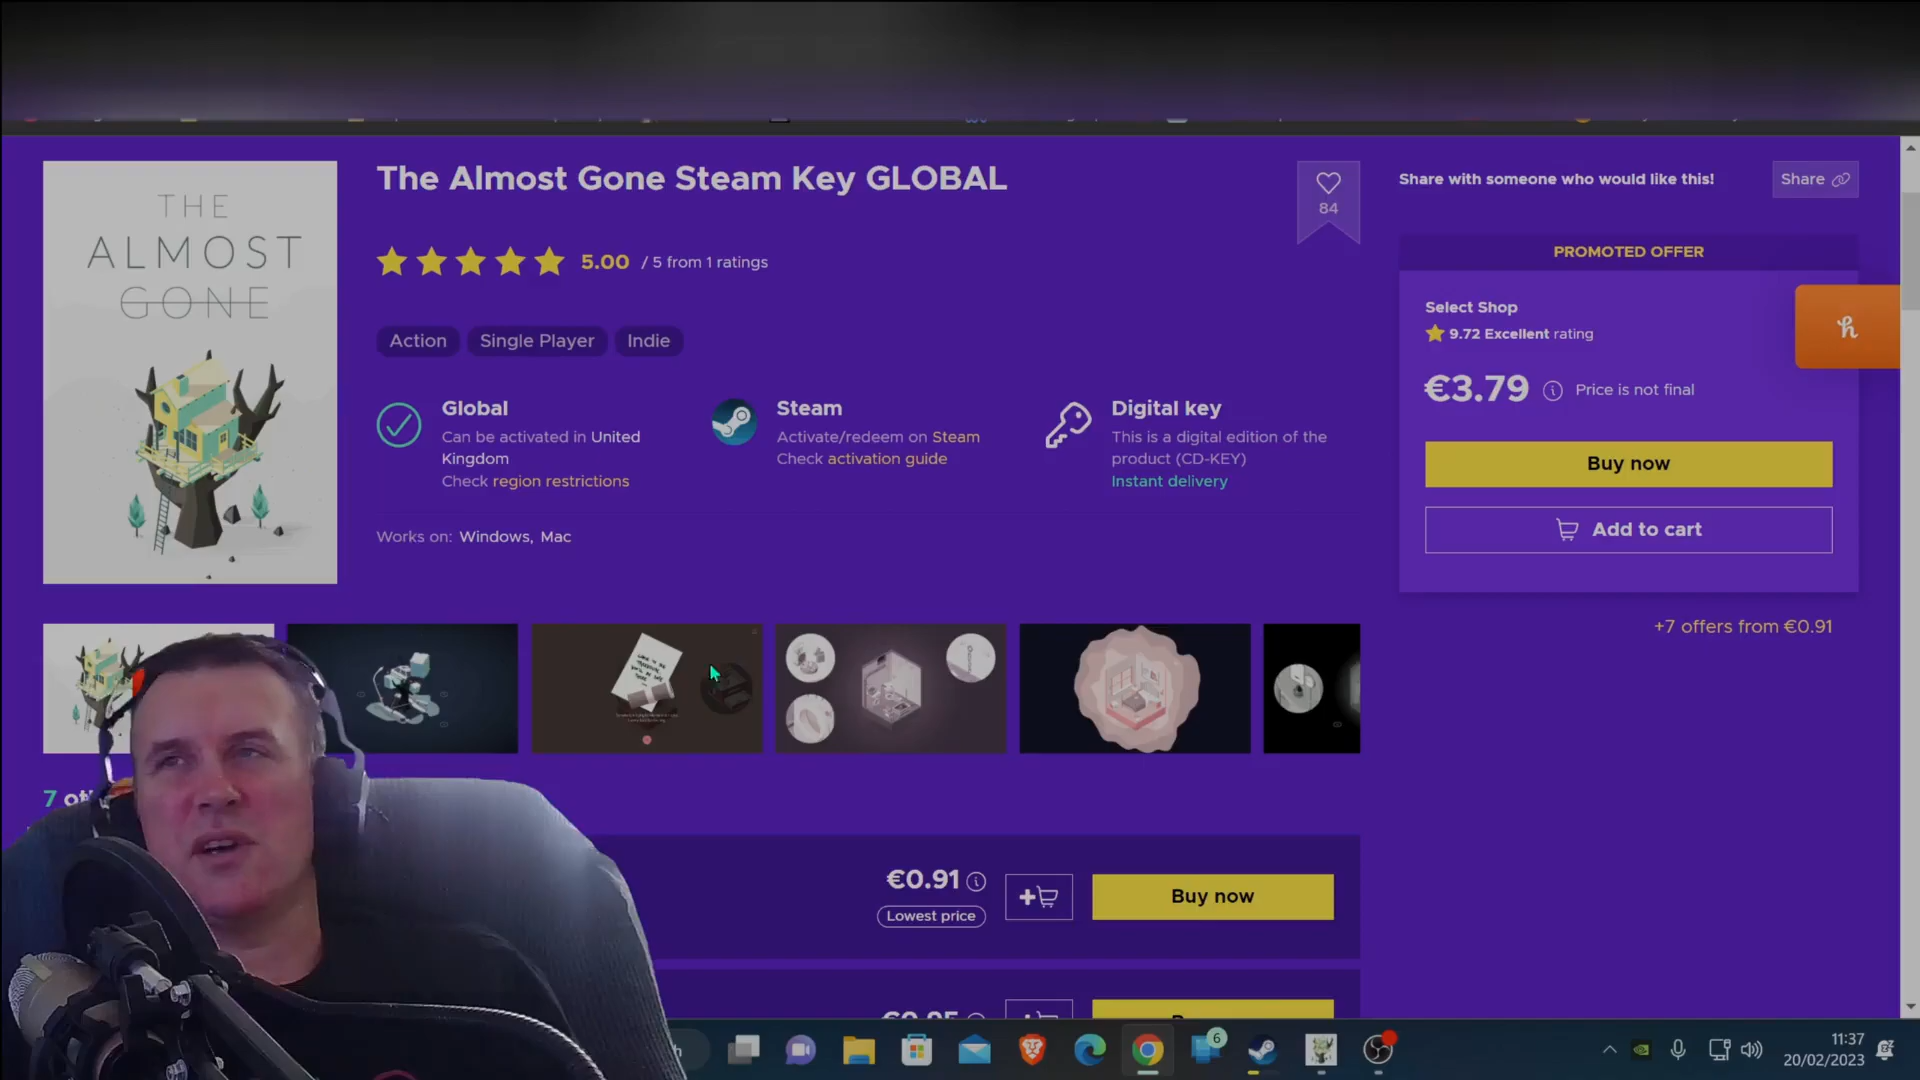 The Almost Gone Steam Key GLOBAL
84
Share with someone who would like this!
Share
THE
ALMOST
GONE
5.00 / 5 from 1 ratings
PROMOTED OFFER
Select Shop
9.72 Excellent rating
Action
Single Player
Indie
€3.79
Price is not final
Global
Can be activated in United
Kingdom
Check region restrictions
Steam
Activate/redeem on Steam
Check activation guide
Digital key
This is a digital edition of the
product (CD-KEY)
Instant delivery
Buy now
Add to cart
Works on: Windows, Mac
+7 offers from €0.91
7
€0.91
Lowest price
Buy now
6
11:37
20/02/2023